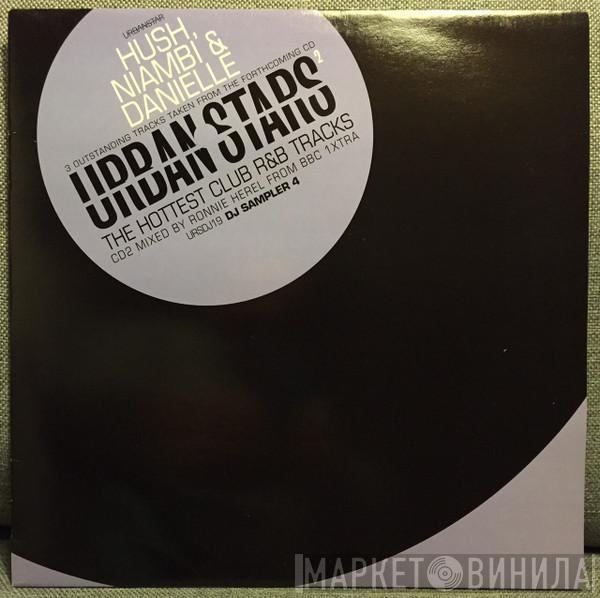 URBANSTAR
HUSH,
NIAMBI, &
DANIELLE
3 OUTSTANDING TRACKS TAKEN FROM THE FORTHCOMING CD
URBAN STARS 2
THE HOTTEST CLUB R&B TRACKS
CD2 MIXED BY RONNIE HEREL FROM BBC 1XTRA
URSDJ19 DJ SAMPLER 4
МАРКЕТ ВИНИЛА